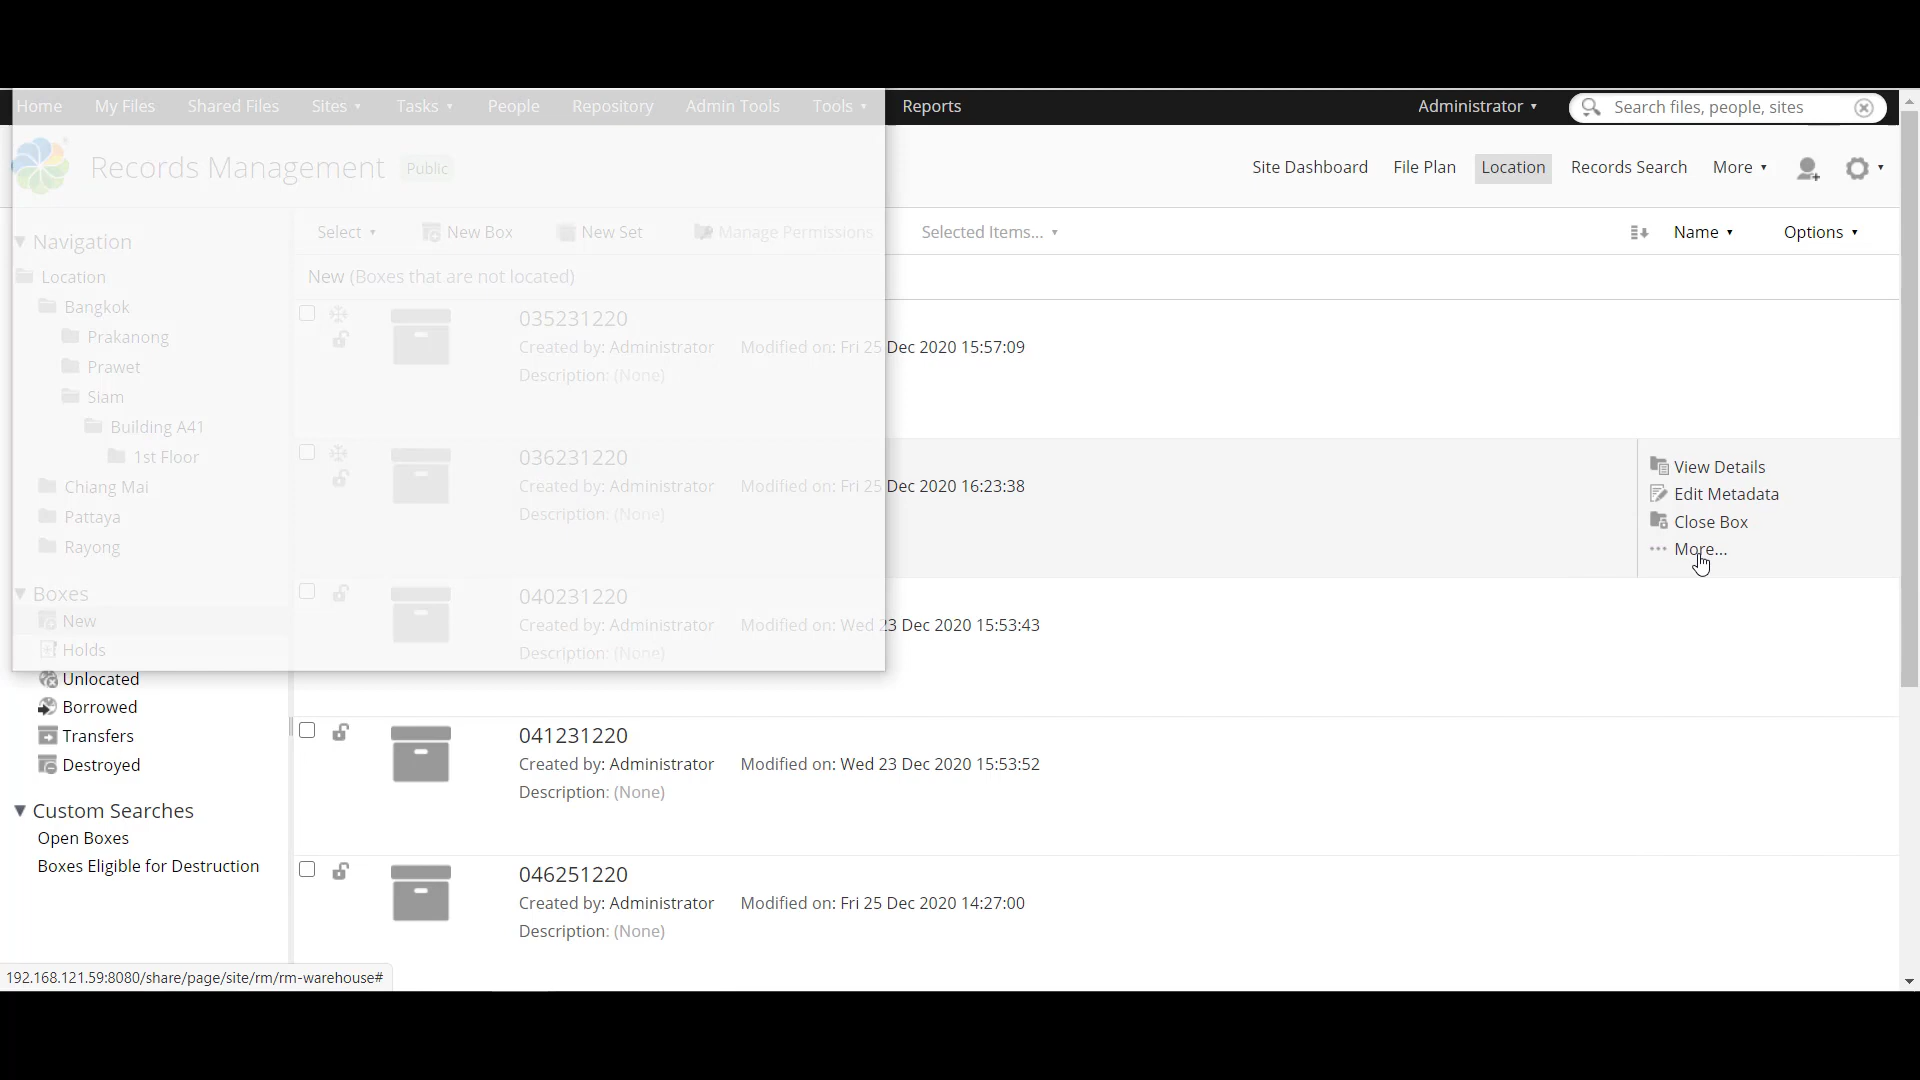 Home My Files Shared Files Sites Tasks People Repository Admin Tools Tools Reports Administrator Search files, people, sites
Records Management Public
Site Dashboard File Plan Location Records Search More
Select New Box New Set Manage Permissions Selected Items... Name Options
New (Boxes that are not located)
Navigation
Location
Bangkok
Prakanong
Prawet
Siam
Building A41
1st Floor
Chiang Mai
Pattaya
Rayong
Boxes
New
Holds
Unlocated
Borrowed
Transfers
Destroyed
Custom Searches
Open Boxes
Boxes Eligible for Destruction
035231220
Created by: Administrator Modified on: Fri 25 Dec 2020 15:57:09
Description: (None)
036231220
Created by: Administrator Modified on: Fri 25 Dec 2020 16:23:38
Description: (None)
View Details
Edit Metadata
Close Box
More...
040231220
Created by: Administrator Modified on: Wed 23 Dec 2020 15:53:43
Description: (None)
041231220
Created by: Administrator Modified on: Wed 23 Dec 2020 15:53:52
Description: (None)
046251220
Created by: Administrator Modified on: Fri 25 Dec 2020 14:27:00
Description: (None)
192.168.121.59:8080/share/page/site/rm/rm-warehouse#